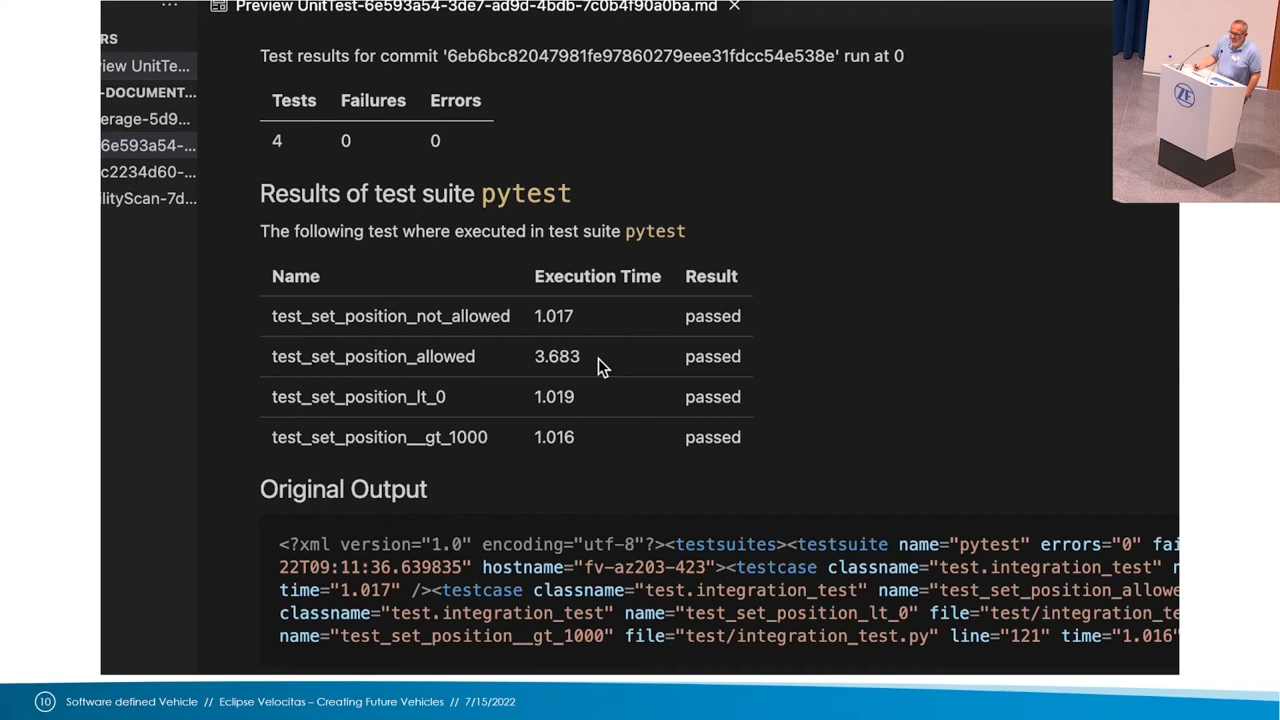 Preview UnitTest-6e593a54-3de7-ad9d-4bdb-7c0b4f90a0ba.md
RS
view UnitTe...
-DOCUMENT...
erage-5d9...
6e593a54-...
c2234d60-...
ilityScan-7d...
Test results for commit '6eb6bc82047981fe97860279eee31fdcc54e538e' run at 0
Tests Failures Errors
4 0 0
Results of test suite pytest
The following test where executed in test suite pytest
Name Execution Time Result
test_set_position_not_allowed 1.017 passed
test_set_position_allowed 3.683 passed
test_set_position_lt_0 1.019 passed
test_set_position__gt_1000 1.016 passed
Original Output
<?xml version="1.0" encoding="utf-8"?><testsuites><testsuite name="pytest" errors="0" fai
22T09:11:36.639835" hostname="fv-az203-423"><testcase classname="test.integration_test" n
time="1.017" /><testcase classname="test.integration_test" name="test_set_position_allowe
classname="test.integration_test" name="test_set_position_lt_0" file="test/integration_te
name="test_set_position__gt_1000" file="test/integration_test.py" line="121" time="1.016"
ZF
10 Software defined Vehicle // Eclipse Velocitas – Creating Future Vehicles // 7/15/2022